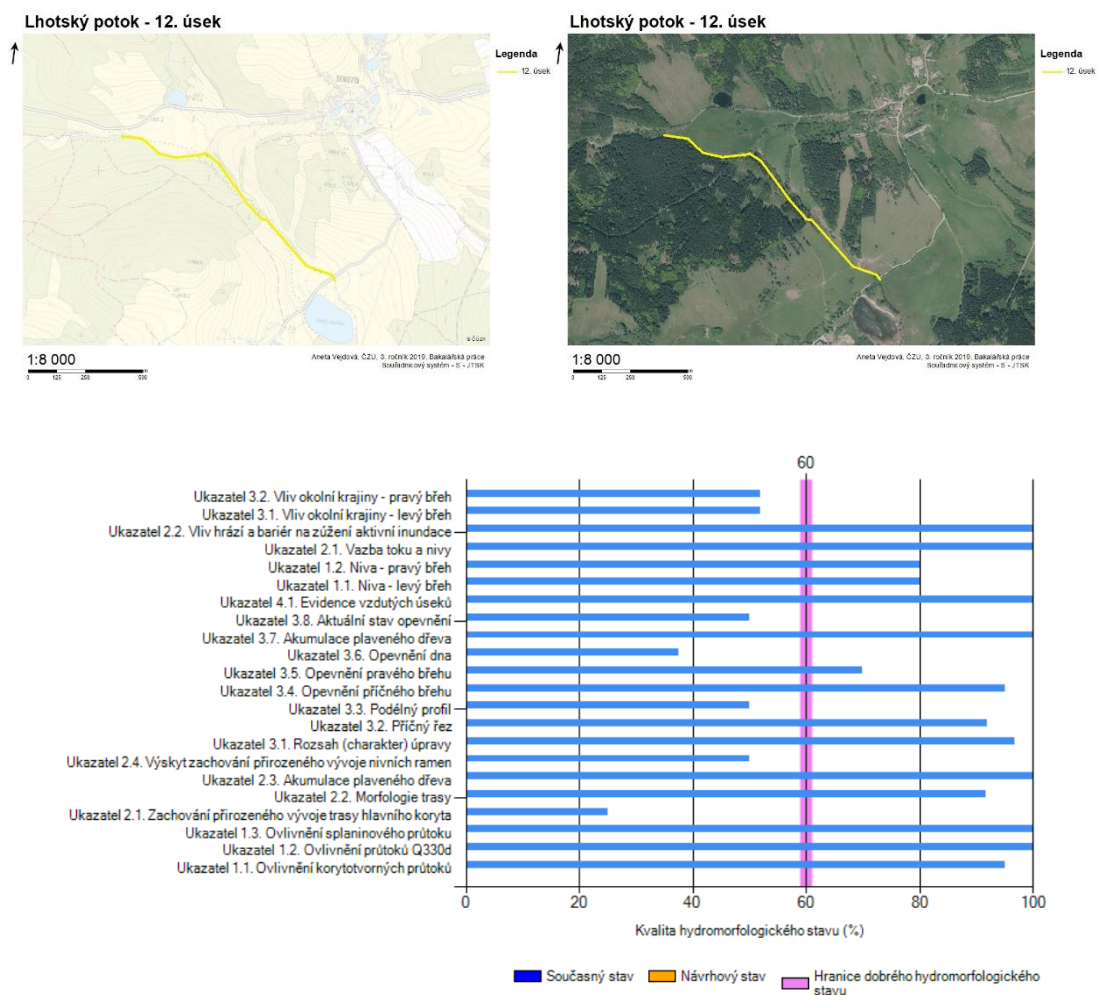 Lhotský potok - 12. úsek
Legenda
12. úsek
1:8 000
0 125 250 500
Aneta Vejdová, ČZU, 3. ročník 2019, Bakalářská práce
Souřadnicový systém - S - JTSK
Lhotský potok - 12. úsek
Legenda
12. úsek
1:8 000
0 125 250 500
Aneta Vejdová, ČZU, 3. ročník 2019, Bakalářská práce
Souřadnicový systém - S - JTSK
60
Ukazatel 3.2. Vliv okolní krajiny - pravý břeh
Ukazatel 3.1. Vliv okolní krajiny - levý břeh
Ukazatel 2.2. Vliv hrází a bariér na zúžení aktivní inundace
Ukazatel 2.1. Vazba toku a nivy
Ukazatel 1.2. Niva - pravý břeh
Ukazatel 1.1. Niva - levý břeh
Ukazatel 4.1. Evidence vzdutých úseků
Ukazatel 3.8. Aktuální stav opevnění
Ukazatel 3.7. Akumulace plaveného dřeva
Ukazatel 3.6. Opevnění dna
Ukazatel 3.5. Opevnění pravého břehu
Ukazatel 3.4. Opevnění příčného břehu
Ukazatel 3.3. Podélný profil
Ukazatel 3.2. Příčný řez
Ukazatel 3.1. Rozsah (charakter) úpravy
Ukazatel 2.4. Výskyt zachování přirozeného vývoje nivních ramen
Ukazatel 2.3. Akumulace plaveného dřeva
Ukazatel 2.2. Morfologie trasy
Ukazatel 2.1. Zachování přirozeného vývoje trasy hlavního koryta
Ukazatel 1.3. Ovlivnění splaninového průtoku
Ukazatel 1.2. Ovlivnění průtoků Q330d
Ukazatel 1.1. Ovlivnění korytotvorných průtoků
0 20 40 60 80 100
Kvalita hydromorfologického stavu (%)
Současný stav
Návrhový stav
Hranice dobrého hydromorfologického
stavu